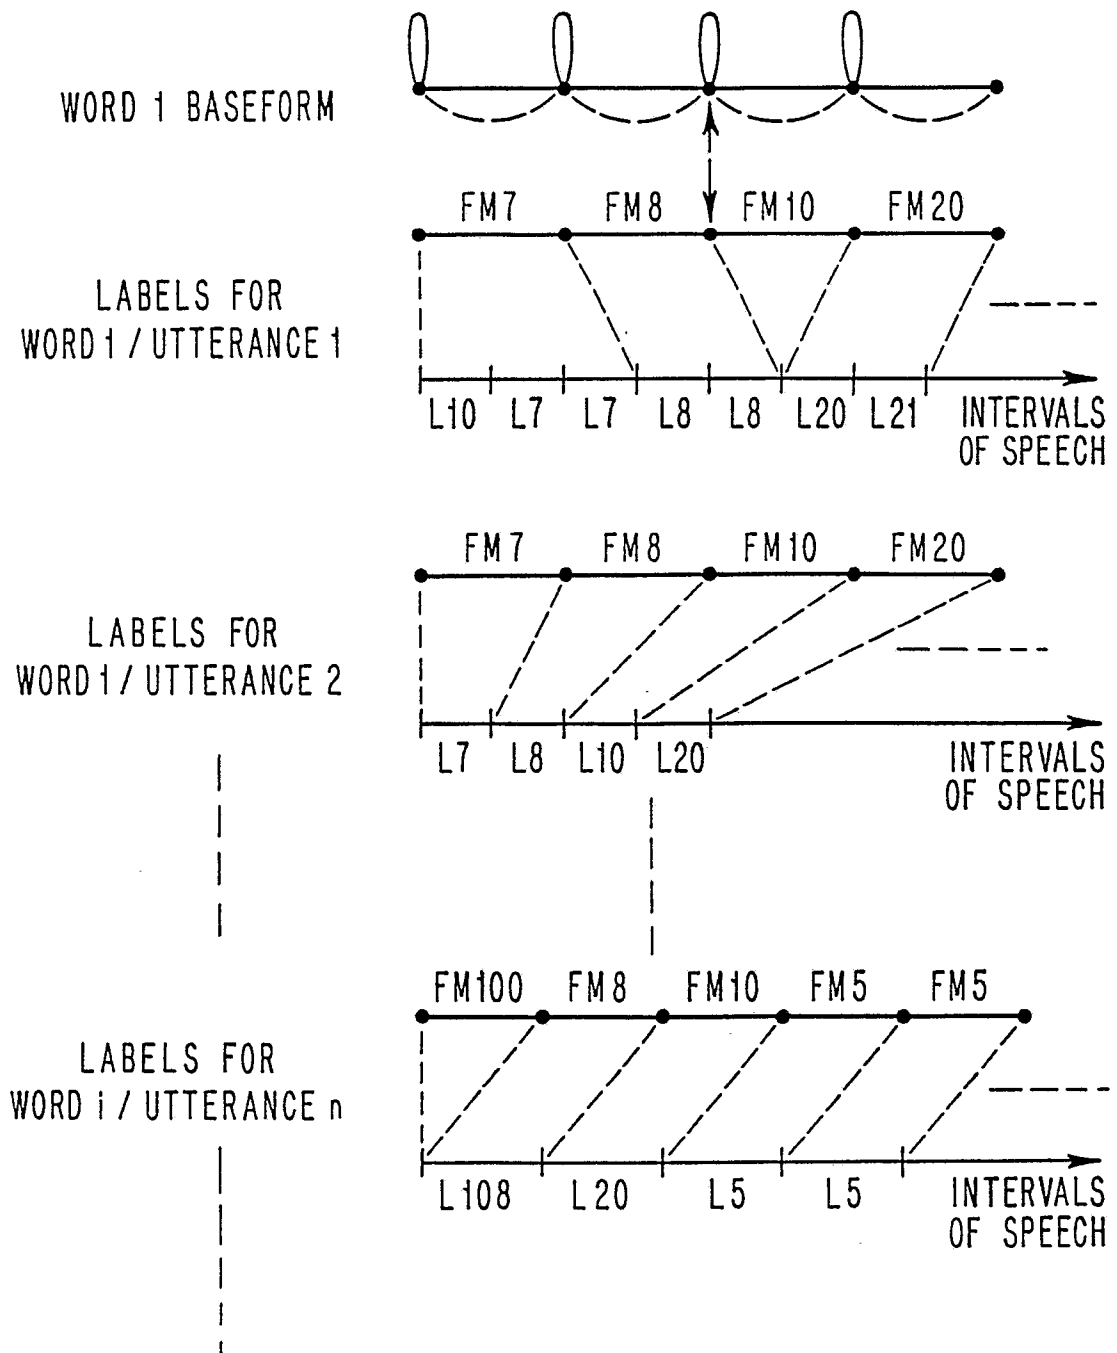 WORD 1 BASEFORM
FM7 FM8 FM10 FM20
LABELS FOR
WORD 1 / UTTERANCE 1
L10 L7 L7 L8 L8 L20 L21
INTERVALS
OF SPEECH
FM7 FM8 FM10 FM20
LABELS FOR
WORD 1 / UTTERANCE 2
L7 L8 L10 L20
INTERVALS
OF SPEECH
FM100 FM8 FM10 FM5 FM5
LABELS FOR
WORD i / UTTERANCE n
L108 L20 L5 L5
INTERVALS
OF SPEECH